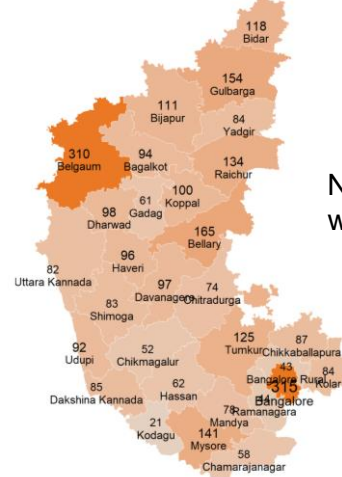 118
Bidar
154
Gulbarga
111
Bijapur
84
Yadgir
310
Belgaum
94
Bagalkot
134
Raichur
61
Gadag
100
Koppal
98
Dharwad
165
Bellary
N
w
96
Haveri
82
Uttara Kannada
97
Davanagere
74
Chitradurga
83
Shimoga
125
Tumkur
87
Chikkaballapura
92
Udupi
52
Chikmagalur
43
Bangalore Rural
84
Kolar
315
Bangalore
85
Dakshina Kannada
62
Hassan
78
Mandya
Ramanagara
21
Kodagu
141
Mysore
58
Chamarajanagar